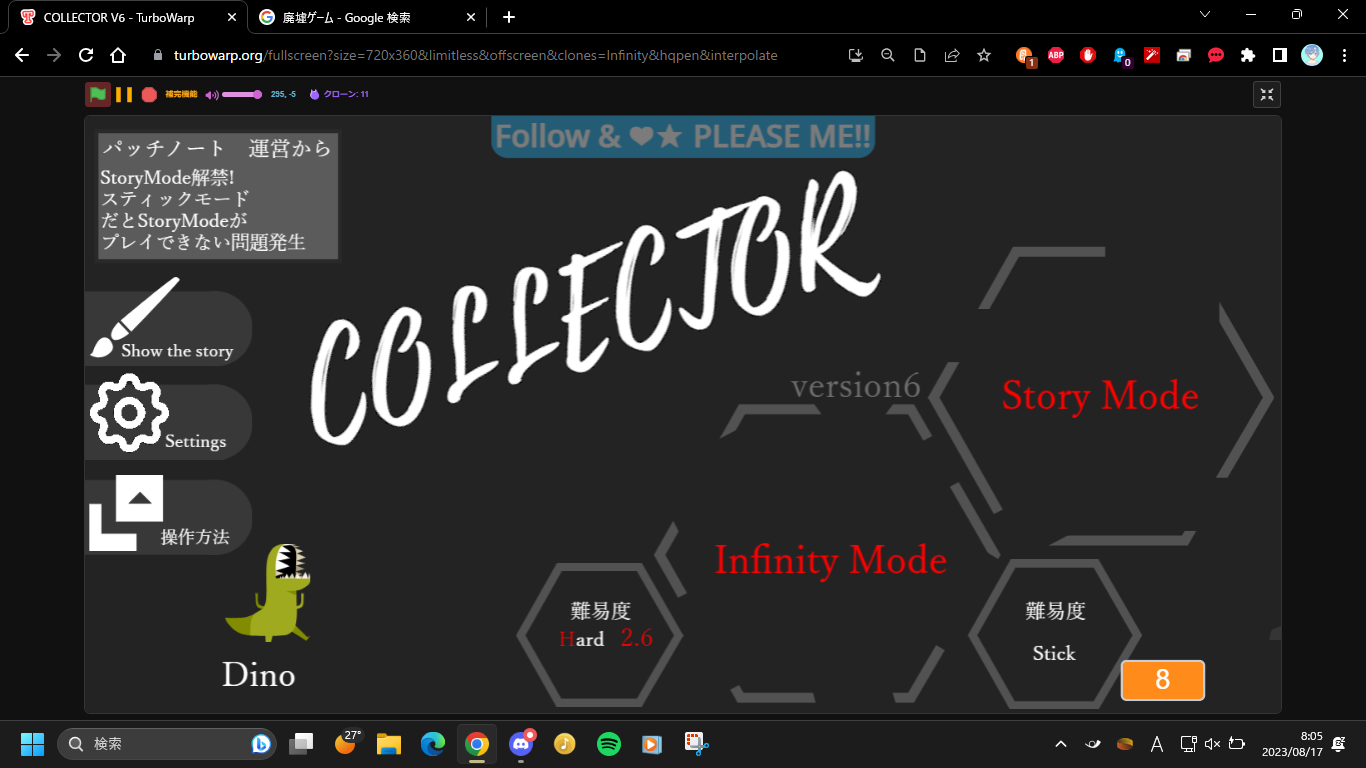 COLLECTOR V6 - TurboWarp
廃墟ゲーム - Google 検索
turbowarp.org/fullscreen?size=720x360&limitless&offscreen&clones=Infinity&hqpen&interpolate
1
ABP
0
補完機能
295, -5
クローン: 11
Follow & ❤★ PLEASE ME!!
パッチノート 運営から
StoryMode解禁!
スティックモード
だとStoryModeが
プレイできない問題発生
COLLECTOR
version6
Show the story
Settings
操作方法
Story Mode
Infinity Mode
難易度
Hard 2.6
難易度
Stick
8
Dino
検索
27°
A
8:05
2023/08/17